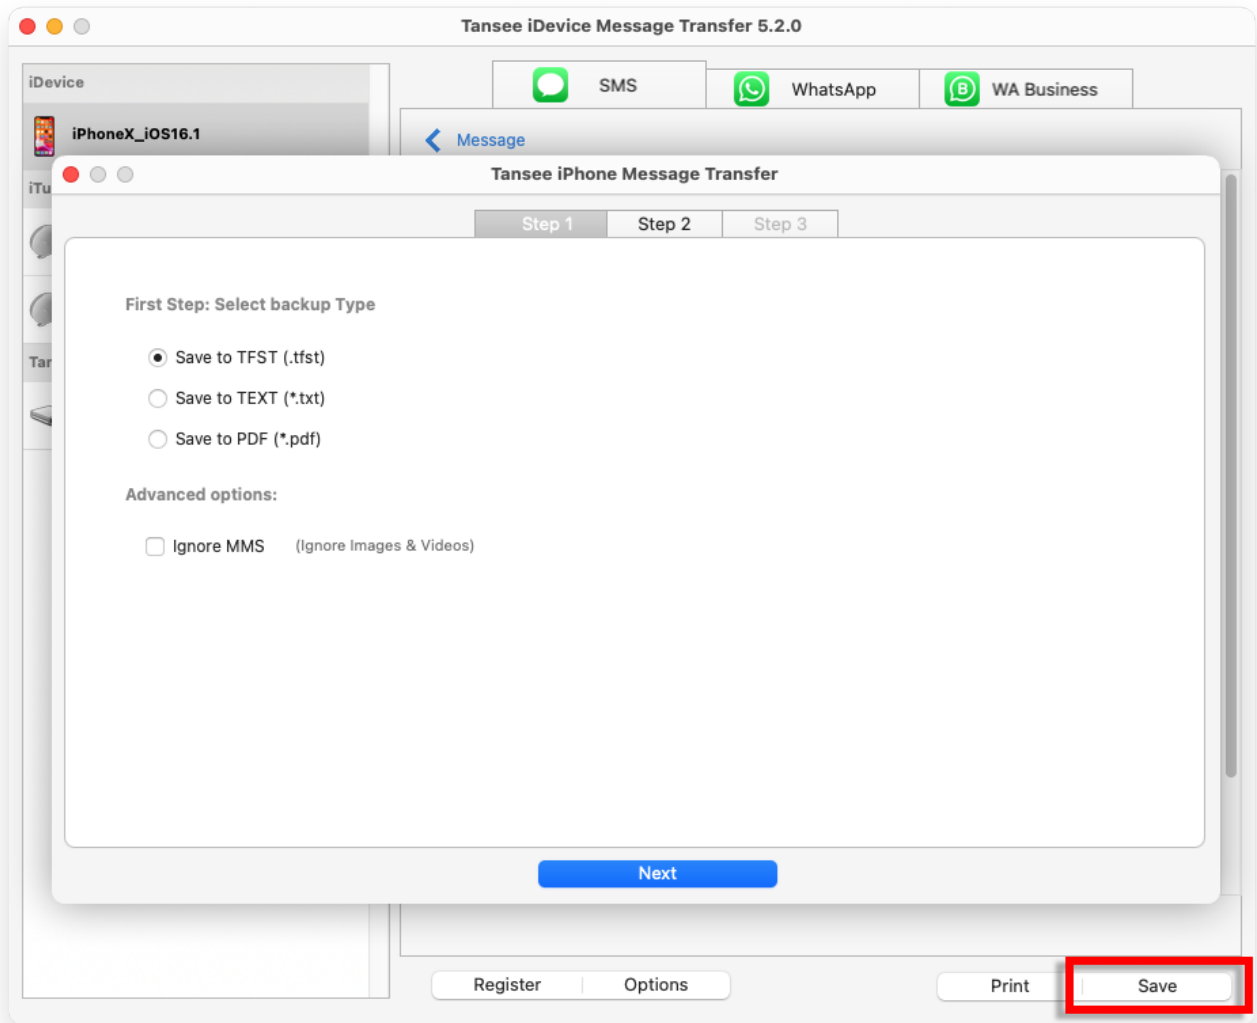 Tansee iDevice Message Transfer 5.2.0
iDevice
SMS
WhatsApp
WA Business
iPhoneX_iOS16.1
Message
Tansee iPhone Message Transfer
iTu
Step 1
Step 2
Step 3
First Step: Select backup Type
Save to TFST (.tfst)
Tan
Save to TEXT (*.txt)
Save to PDF (*.pdf)
Advanced options:
Ignore MMS (Ignore Images & Videos)
Next
Register
Options
Print
Save